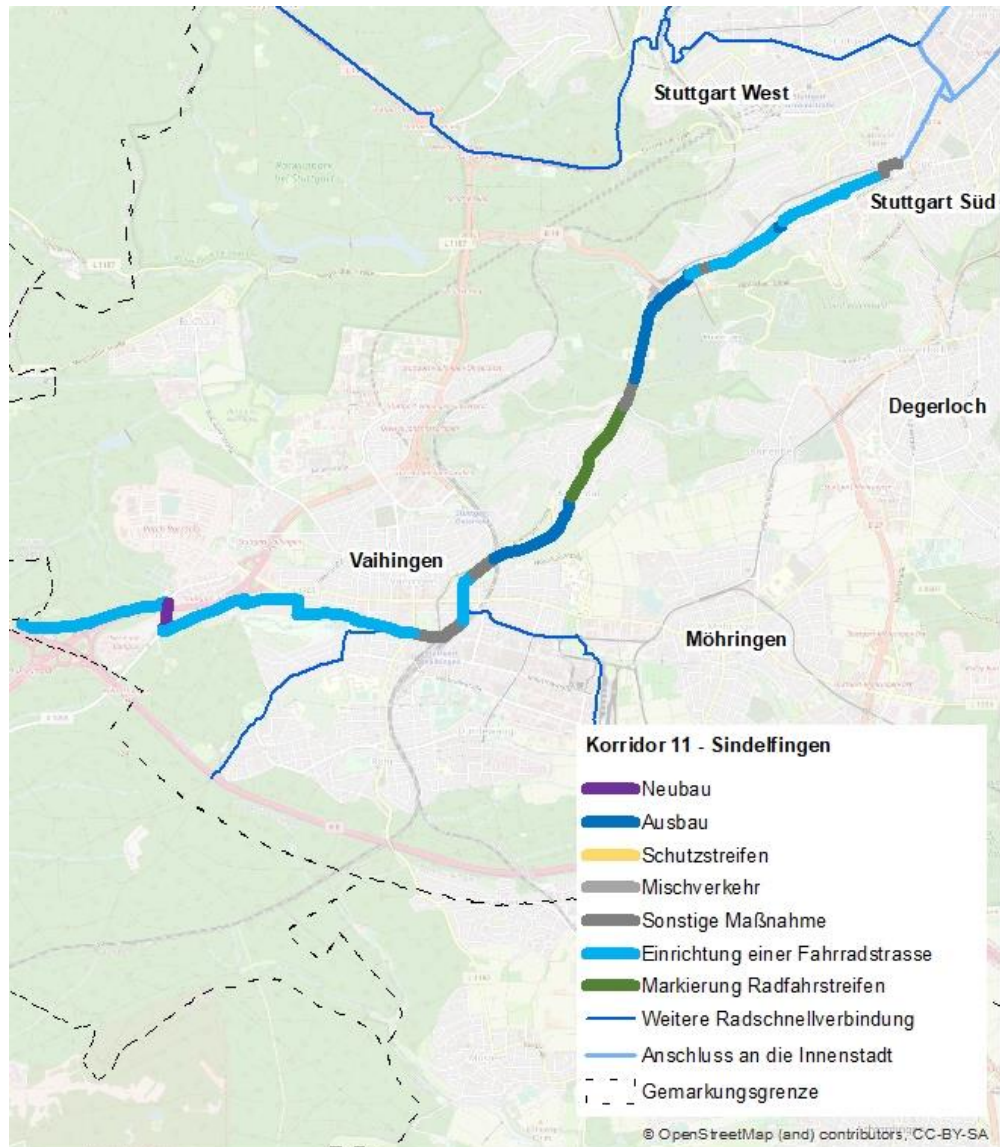 Stuttgart West
Stuttgart Süd
Degerloch
Vaihingen
Möhringen
Korridor 11 - Sindelfingen
Neubau
Ausbau
Schutzstreifen
Mischverkehr
Sonstige Maßnahme
Einrichtung einer Fahrradstrasse
Markierung Radfahrstreifen
Weitere Radschnellverbindung
Anschluss an die Innenstadt
Gemarkungsgrenze
© OpenStreetMap (and) contributors, CC-BY-SA